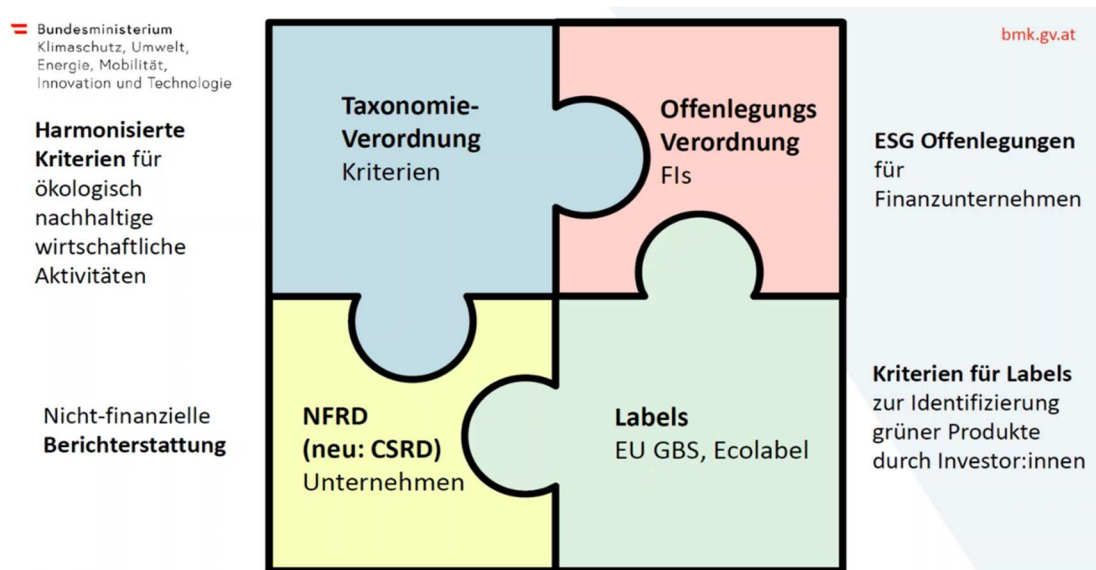 Bundesministerium
Klimaschutz, Umwelt,
Energie, Mobilität,
Innovation und Technologie
bmk.gv.at
Harmonisierte
Kriterien für
ökologisch
nachhaltige
wirtschaftliche
Aktivitäten
Taxonomie-
Verordnung
Kriterien
Offenlegungs
Verordnung
FIs
ESG Offenlegungen
für
Finanzunternehmen
Nicht-finanzielle
Berichterstattung
NFRD
(neu: CSRD)
Unternehmen
Labels
EU GBS, Ecolabel
Kriterien für Labels
zur Identifizierung
grüner Produkte
durch Investor:innen